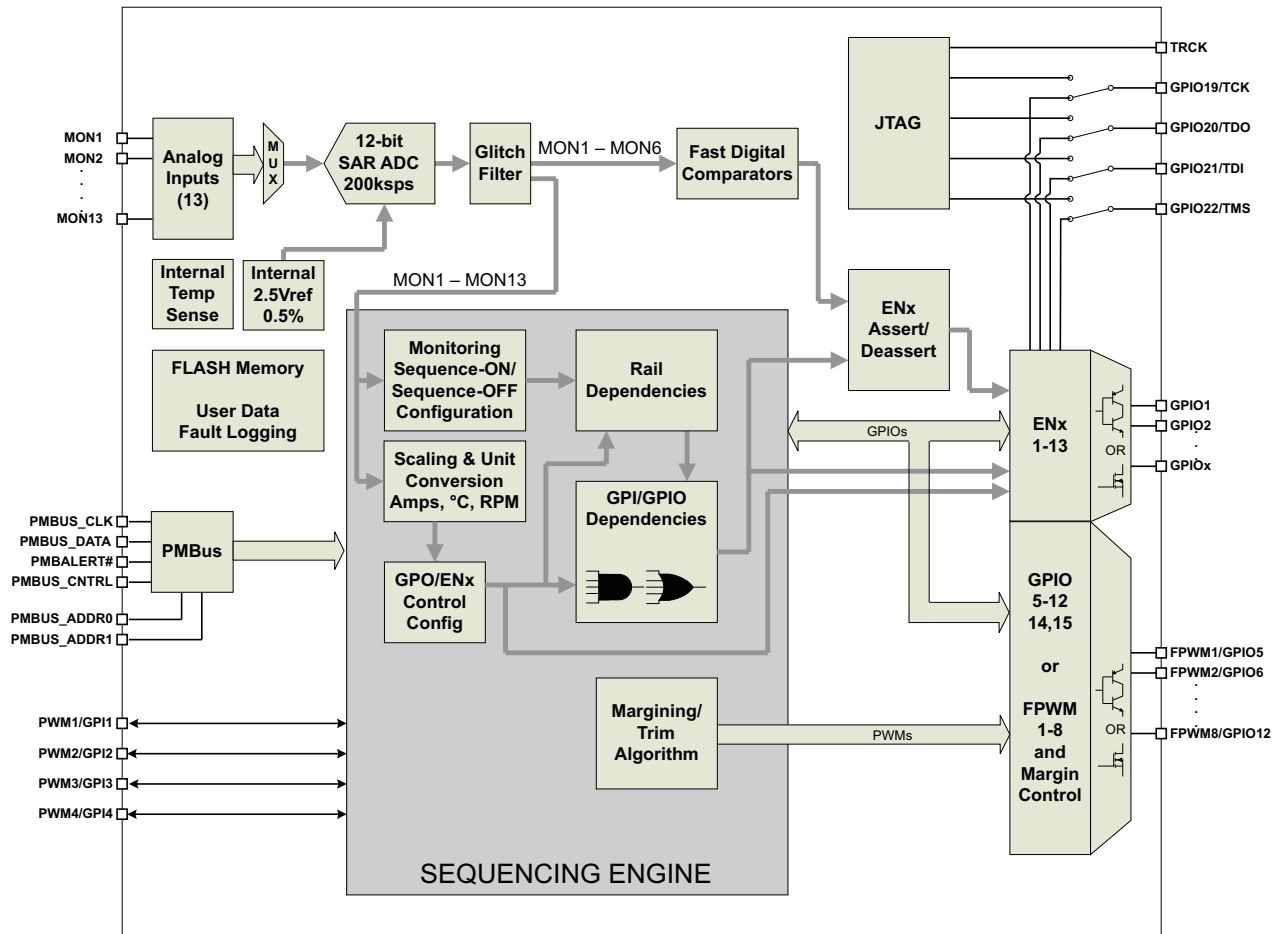 TRCK
GPIO19/TCK
GPIO20/TDO
GPIO21/TDI
GPIO22/TMS
JTAG
MON1
MON2
.
.
.
.
MON13
Analog
Inputs
(13)
M
U
X
12-bit
SAR ADC
200ksps
Glitch
Filter
MON1 – MON6
Fast Digital
Comparators
Internal
Temp
Sense
Internal
2.5Vref
0.5%
MON1 – MON13
FLASH Memory
User Data
Fault Logging
ENx
Assert/
Deassert
Monitoring
Sequence-ON/
Sequence-OFF
Configuration
Rail
Dependencies
Scaling & Unit
Conversion
Amps, °C, RPM
GPI/GPIO
Dependencies
GPO/ENx
Control
Config
GPIOs
ENx
1-13
OR
GPIO1
GPIO2
.
.
GPIOx
PMBUS_CLK
PMBUS_DATA
PMBALERT#
PMBUS_CNTRL
PMBUS_ADDR0
PMBUS_ADDR1
PMBus
PWM1/GPI1
PWM2/GPI2
PWM3/GPI3
PWM4/GPI4
Margining/
Trim
Algorithm
PWMs
GPIO
5-12
14,15
or
FPWM
1-8
and
Margin
Control
OR
FPWM1/GPIO5
FPWM2/GPIO6
.
.
.
.
FPWM8/GPIO12
SEQUENCING ENGINE